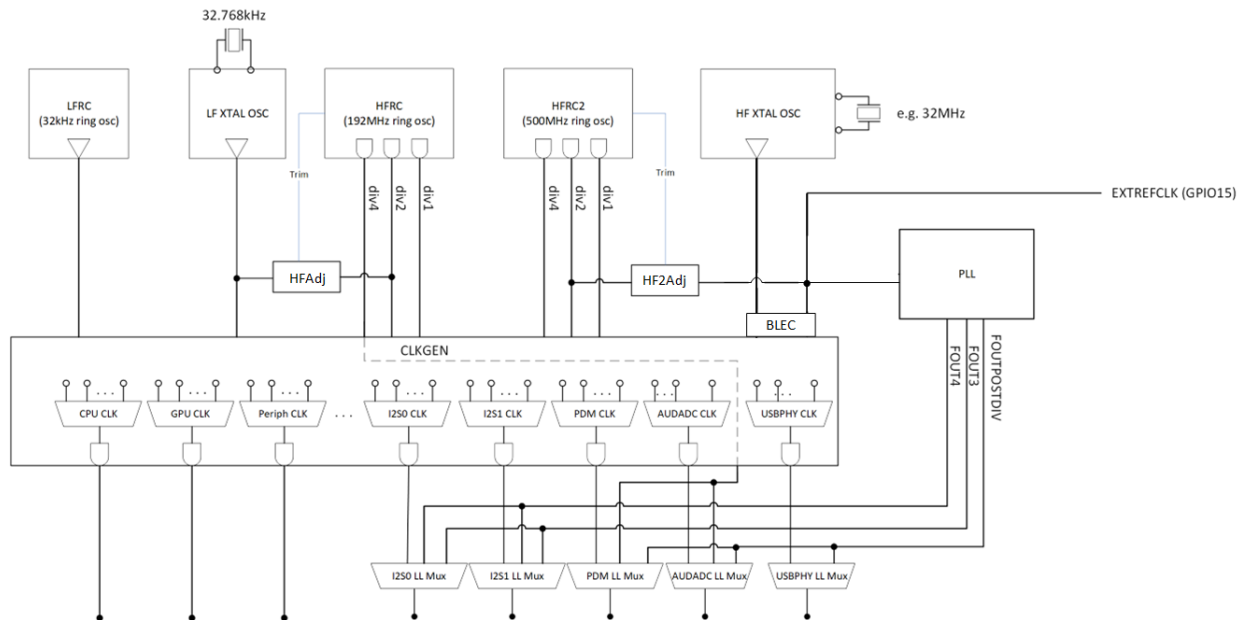 32.768kHz
LFRC
(32kHz ring osc)
LF XTAL OSC
HFRC
(192MHz ring osc)
HFRC2
(500MHz ring osc)
HF XTAL OSC
e.g. 32MHz
Trim
div4
div2
div1
div4
div2
div1
Trim
EXTREFCLK (GPIO15)
HFAdj
HF2Adj
PLL
BLEC
CLKGEN
FOUT4
FOUT3
FOUTPOSTDIV
CPU CLK
GPU CLK
Periph CLK
...
I2S0 CLK
I2S1 CLK
PDM CLK
AUDADC CLK
USBPHY CLK
I2S0 LL Mux
I2S1 LL Mux
PDM LL Mux
AUDADC LL Mux
USBPHY LL Mux